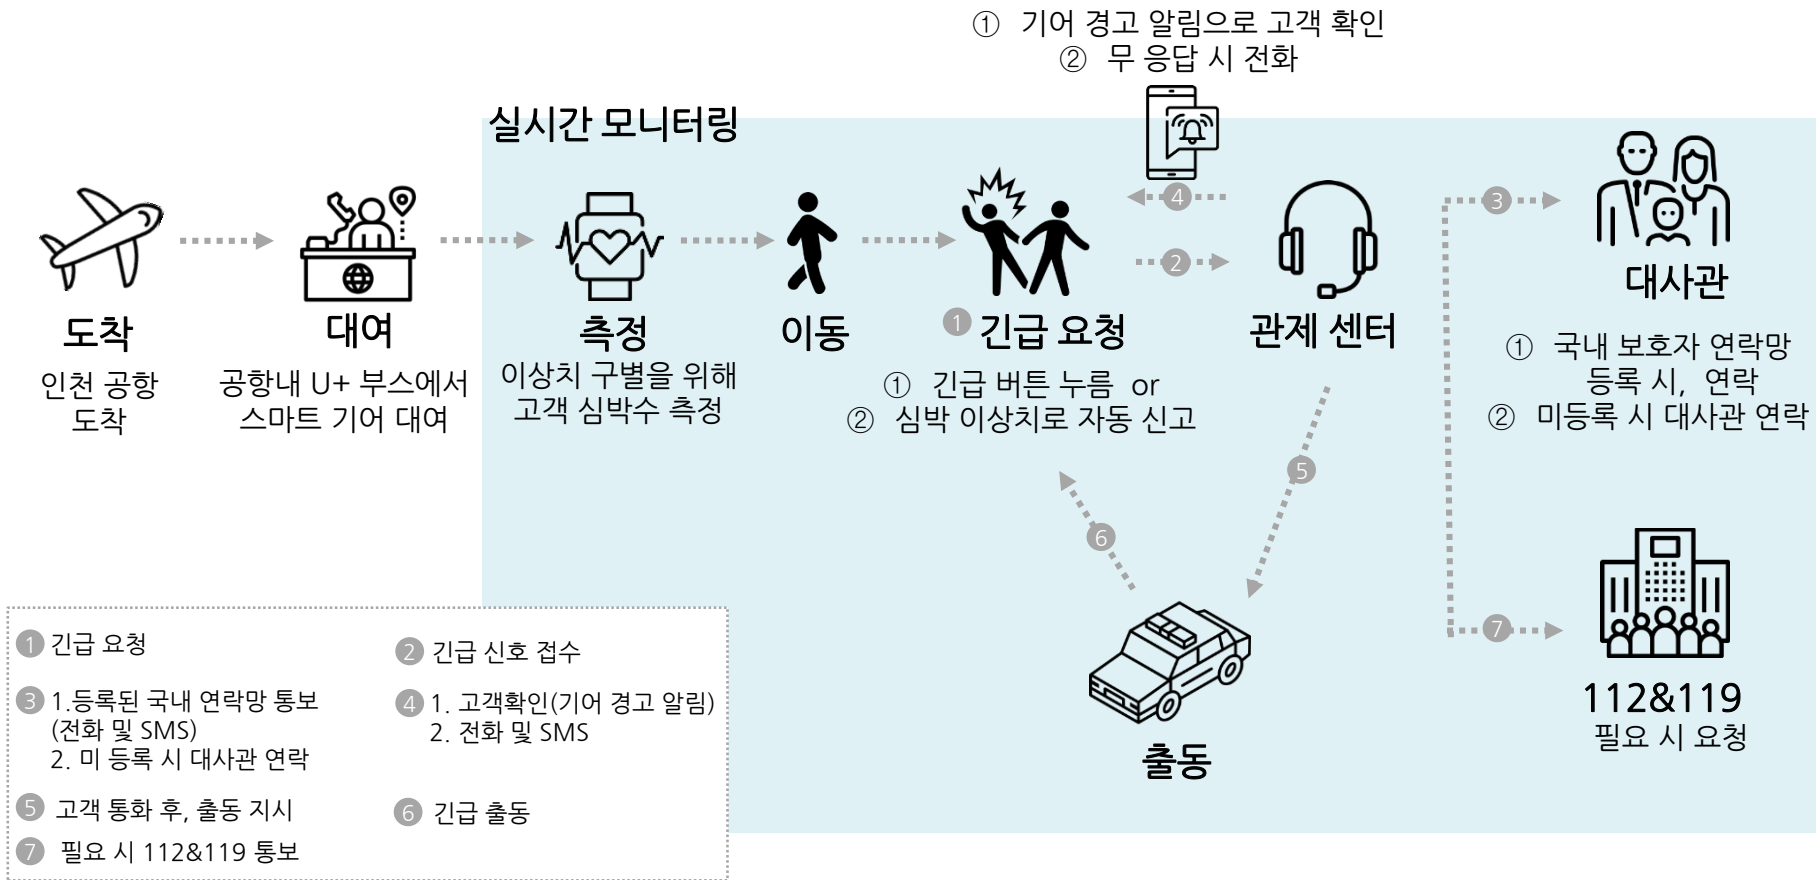 ① 기어 경고 알림으로 고객 확인
② 무 응답 시 전화
실시간 모니터링
도착
인천 공항
도착
대여
공항내 U+ 부스에서
스마트 기어 대여
측정
이상치 구별을 위해
고객 심박수 측정
이동
4
2
1 긴급 요청
① 긴급 버튼 누름 or
② 심박 이상치로 자동 신고
관제 센터
3
대사관
① 국내 보호자 연락망
등록 시, 연락
② 미등록 시 대사관 연락
5
6
출동
7
112&119
필요 시 요청
1 긴급 요청
2 긴급 신호 접수
3 1.등록된 국내 연락망 통보
(전화 및 SMS)
2. 미 등록 시 대사관 연락
4 1. 고객확인(기어 경고 알림)
2. 전화 및 SMS
5 고객 통화 후, 출동 지시
6 긴급 출동
7 필요 시 112&119 통보